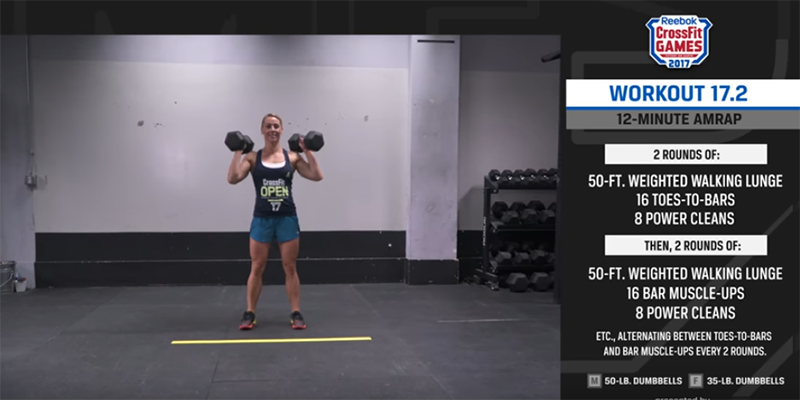 Reebok
CrossFit
GAMES
2017
WORKOUT 17.2
12-MINUTE AMRAP
2 ROUNDS OF:
50-FT. WEIGHTED WALKING LUNGE
16 TOES-TO-BARS
8 POWER CLEANS
THEN, 2 ROUNDS OF:
50-FT. WEIGHTED WALKING LUNGE
16 BAR MUSCLE-UPS
8 POWER CLEANS
ETC., ALTERNATING BETWEEN TOES-TO-BARS
AND BAR MUSCLE-UPS EVERY 2 ROUNDS.
M 50-LB. DUMBBELLS F 35-LB. DUMBBELLS
presented by
CrossFit
OPEN
17